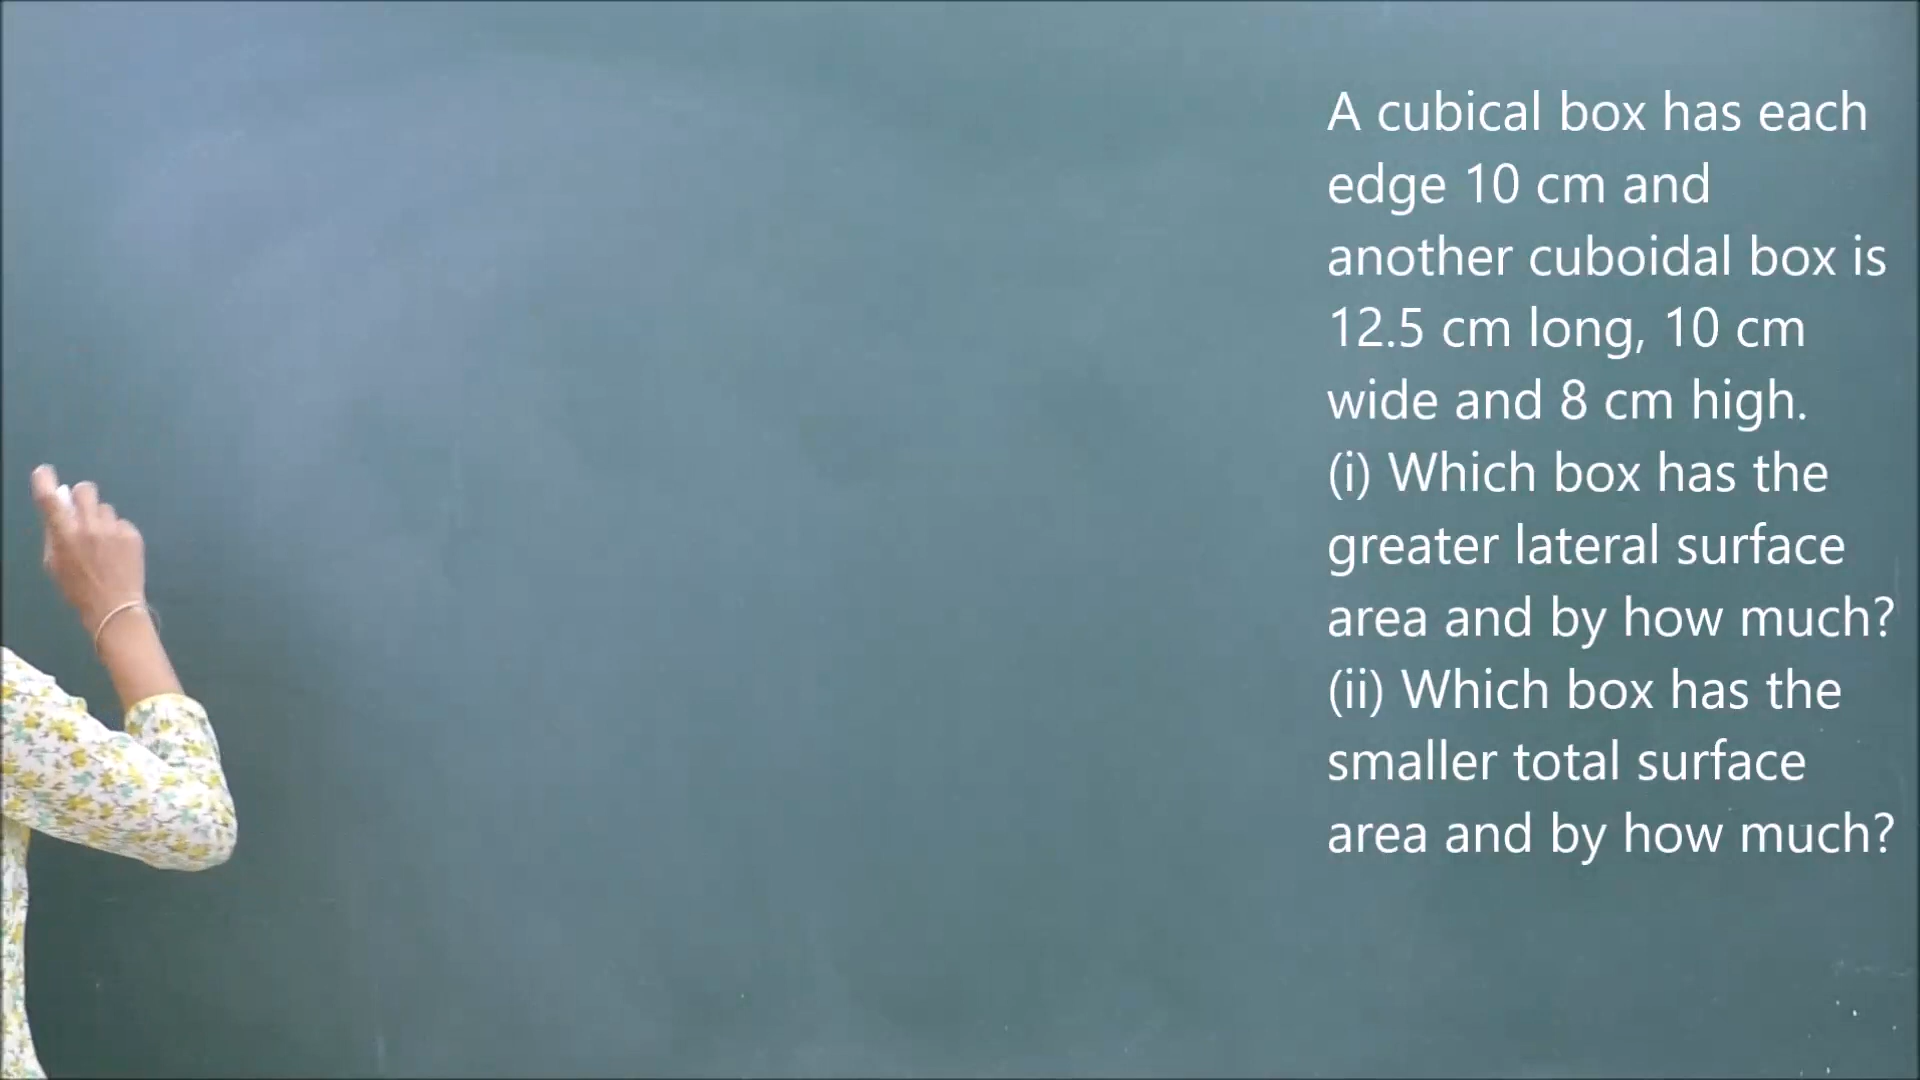 A cubical box has each
edge 10 cm and
another cuboidal box is
12.5 cm long, 10 cm
wide and 8 cm high.
(i) Which box has the
greater lateral surface
area and by how much?
(ii) Which box has the
smaller total surface
area and by how much?